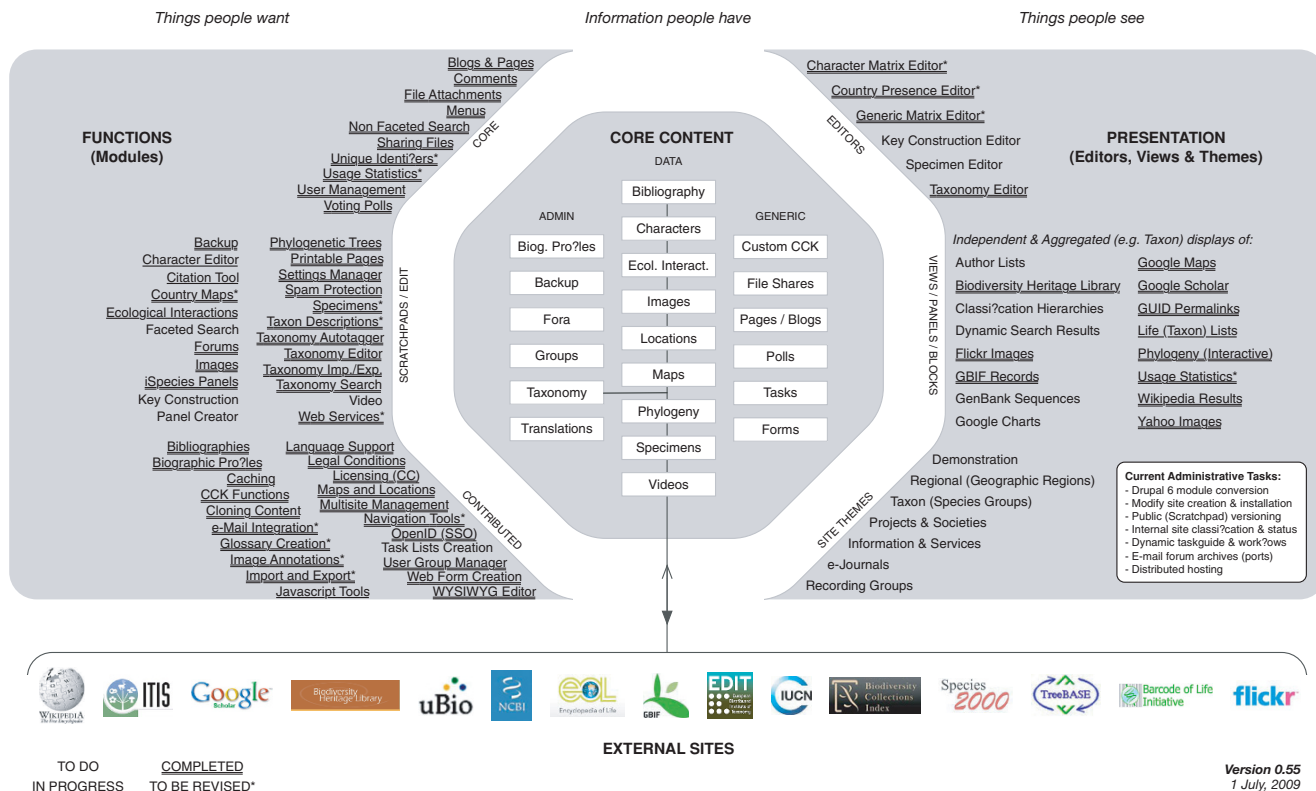 Things people want
Information people have
Things people see
FUNCTIONS
(Modules)
Blogs & Pages
Comments
File Attachments
Menus
Non Faceted Search
Sharing Files
Unique Identi?ers*
Usage Statistics*
User Management
Voting Polls
CORE
Backup
Character Editor
Citation Tool
Country Maps*
Ecological Interactions
Faceted Search
Forums
Images
iSpecies Panels
Key Construction
Panel Creator
Phylogenetic Trees
Printable Pages
Settings Manager
Spam Protection
Specimens*
Taxon Descriptions*
Taxonomy Autotagger
Taxonomy Editor
Taxonomy Imp./Exp.
Taxonomy Search
Video
Web Services*
SCRATCHPADS / EDIT
Bibliographies
Biographic Pro?les
Caching
CCK Functions
Cloning Content
e-Mail Integration*
Glossary Creation*
Image Annotations*
Import and Export*
Javascript Tools
Language Support
Legal Conditions
Licensing (CC)
Maps and Locations
Multisite Management
Navigation Tools*
OpenID (SSO)
Task Lists Creation
User Group Manager
Web Form Creation
WYSIWYG Editor
CONTRIBUTED
CORE CONTENT
DATA
Bibliography
Characters
Ecol. Interact.
Images
Locations
Maps
Phylogeny
Specimens
Videos
ADMIN
Biog. Pro?les
Backup
Fora
Groups
Taxonomy
Translations
GENERIC
Custom CCK
File Shares
Pages / Blogs
Polls
Tasks
Forms
PRESENTATION
(Editors, Views & Themes)
EDITORS
Character Matrix Editor*
Country Presence Editor*
Generic Matrix Editor*
Key Construction Editor
Specimen Editor
Taxonomy Editor
VIEWS / PANELS / BLOCKS
Independent & Aggregated (e.g. Taxon) displays of:
Author Lists
Biodiversity Heritage Library
Classi?cation Hierarchies
Dynamic Search Results
Flickr Images
GBIF Records
GenBank Sequences
Google Charts
Google Maps
Google Scholar
GUID Permalinks
Life (Taxon) Lists
Phylogeny (Interactive)
Usage Statistics*
Wikipedia Results
Yahoo Images
SITE THEMES
Demonstration
Regional (Geographic Regions)
Taxon (Species Groups)
Projects & Societies
Information & Services
e-Journals
Recording Groups
Current Administrative Tasks:
- Drupal 6 module conversion
- Modify site creation & installation
- Public (Scratchpad) versioning
- Internal site classi?cation & status
- Dynamic taskguide & work?ows
- E-mail forum archives (ports)
- Distributed hosting
WIKIPEDIA
The Free Encyclopedia
ITIS
Google
Scholar
Biodiversity
Heritage Library
uBio
NCBI
eol
Encyclopedia of Life
GBIF
EDIT
IUCN
Biodiversity
Collections
Index
Species
2000
TreeBASE
Barcode of Life
Initiative
flickr
EXTERNAL SITES
TO DO
COMPLETED
IN PROGRESS
TO BE REVISED*
Version 0.55
1 July, 2009